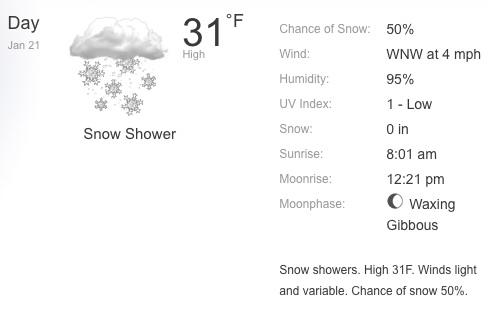 Day
Jan 21
31°F
High
Snow Shower
Chance of Snow: 50%
Wind: WNW at 4 mph
Humidity: 95%
UV Index: 1 - Low
Snow: 0 in
Sunrise: 8:01 am
Moonrise: 12:21 pm
Moonphase: Waxing
Gibbous
Snow showers. High 31F. Winds light
and variable. Chance of snow 50%.